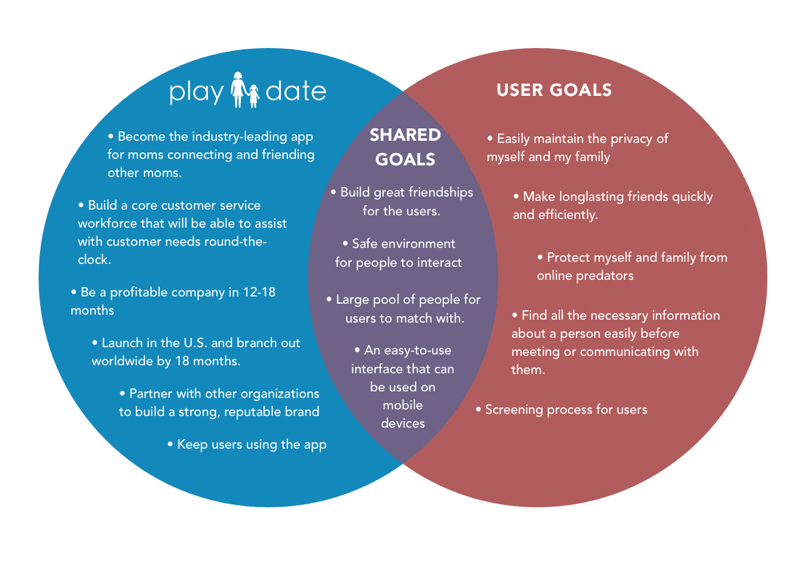 play date
• Become the industry-leading app
for moms connecting and friending
other moms.
• Build a core customer service
workforce that will be able to assist
with customer needs round-the-
clock.
• Be a profitable company in 12-18
months
• Launch in the U.S. and branch out
worldwide by 18 months.
• Partner with other organizations
to build a strong, reputable brand
• Keep users using the app
SHARED
GOALS
• Build great friendships
for the users.
• Safe environment
for people to interact
• Large pool of people for
users to match with.
• An easy-to-use
interface that can
be used on
mobile
devices
USER GOALS
• Easily maintain the privacy of
myself and my family
• Make longlasting friends quickly
and efficiently.
• Protect myself and family from
online predators
• Find all the necessary information
about a person easily before
meeting or communicating with
them.
• Screening process for users